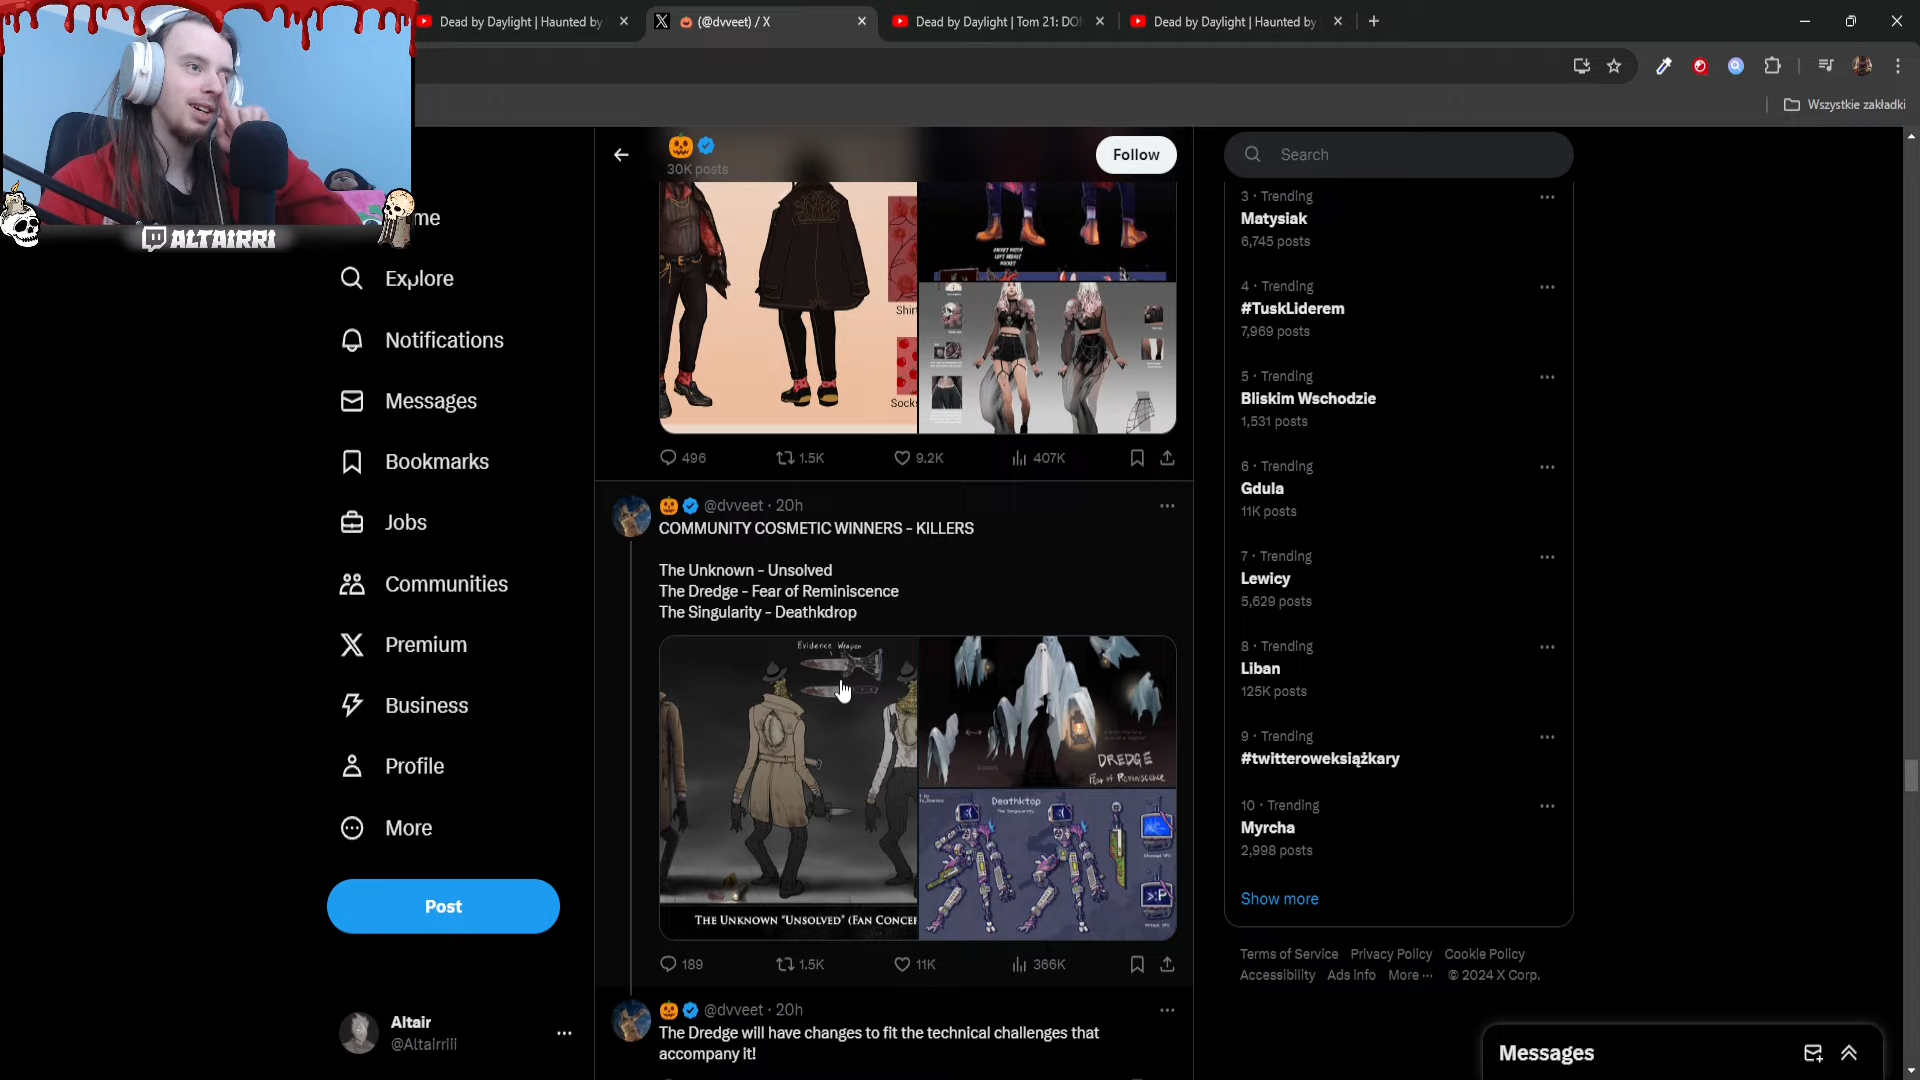 Dead by Daylight | Haunted by
(@dvveet) / X
Dead by Daylight | Tom 21: DO
Dead by Daylight | Haunted by
Wszystkie zakładki
ALTAIRRI
me
Explore
Notifications
Messages
Bookmarks
Jobs
Communities
Premium
Business
Profile
More
Post
Altair
@Altairriii
30K posts
Follow
Shir
Socks
496
1.5K
9.2K
407K
@dvveet · 20h
COMMUNITY COSMETIC WINNERS - KILLERS
The Unknown - Unsolved
The Dredge - Fear of Reminiscence
The Singularity - Deathkdrop
Evidence Weapon
THE UNKNOWN "UNSOLVED" (FAN CONCEP
DREDGE
Fear of Reminiscence
Deathktop
The Singularity
189
1.5K
11K
366K
@dvveet · 20h
The Dredge will have changes to fit the technical challenges that
accompany it!
Search
3 · Trending
Matysiak
6,745 posts
4 · Trending
#TuskLiderem
7,969 posts
5 · Trending
Bliskim Wschodzie
1,531 posts
6 · Trending
Gdula
11K posts
7 · Trending
Lewicy
5,629 posts
8 · Trending
Liban
125K posts
9 · Trending
#twitteroweksiążkary
10 · Trending
Myrcha
2,998 posts
Show more
Terms of Service Privacy Policy Cookie Policy
Accessibility Ads info More ··· © 2024 X Corp.
Messages